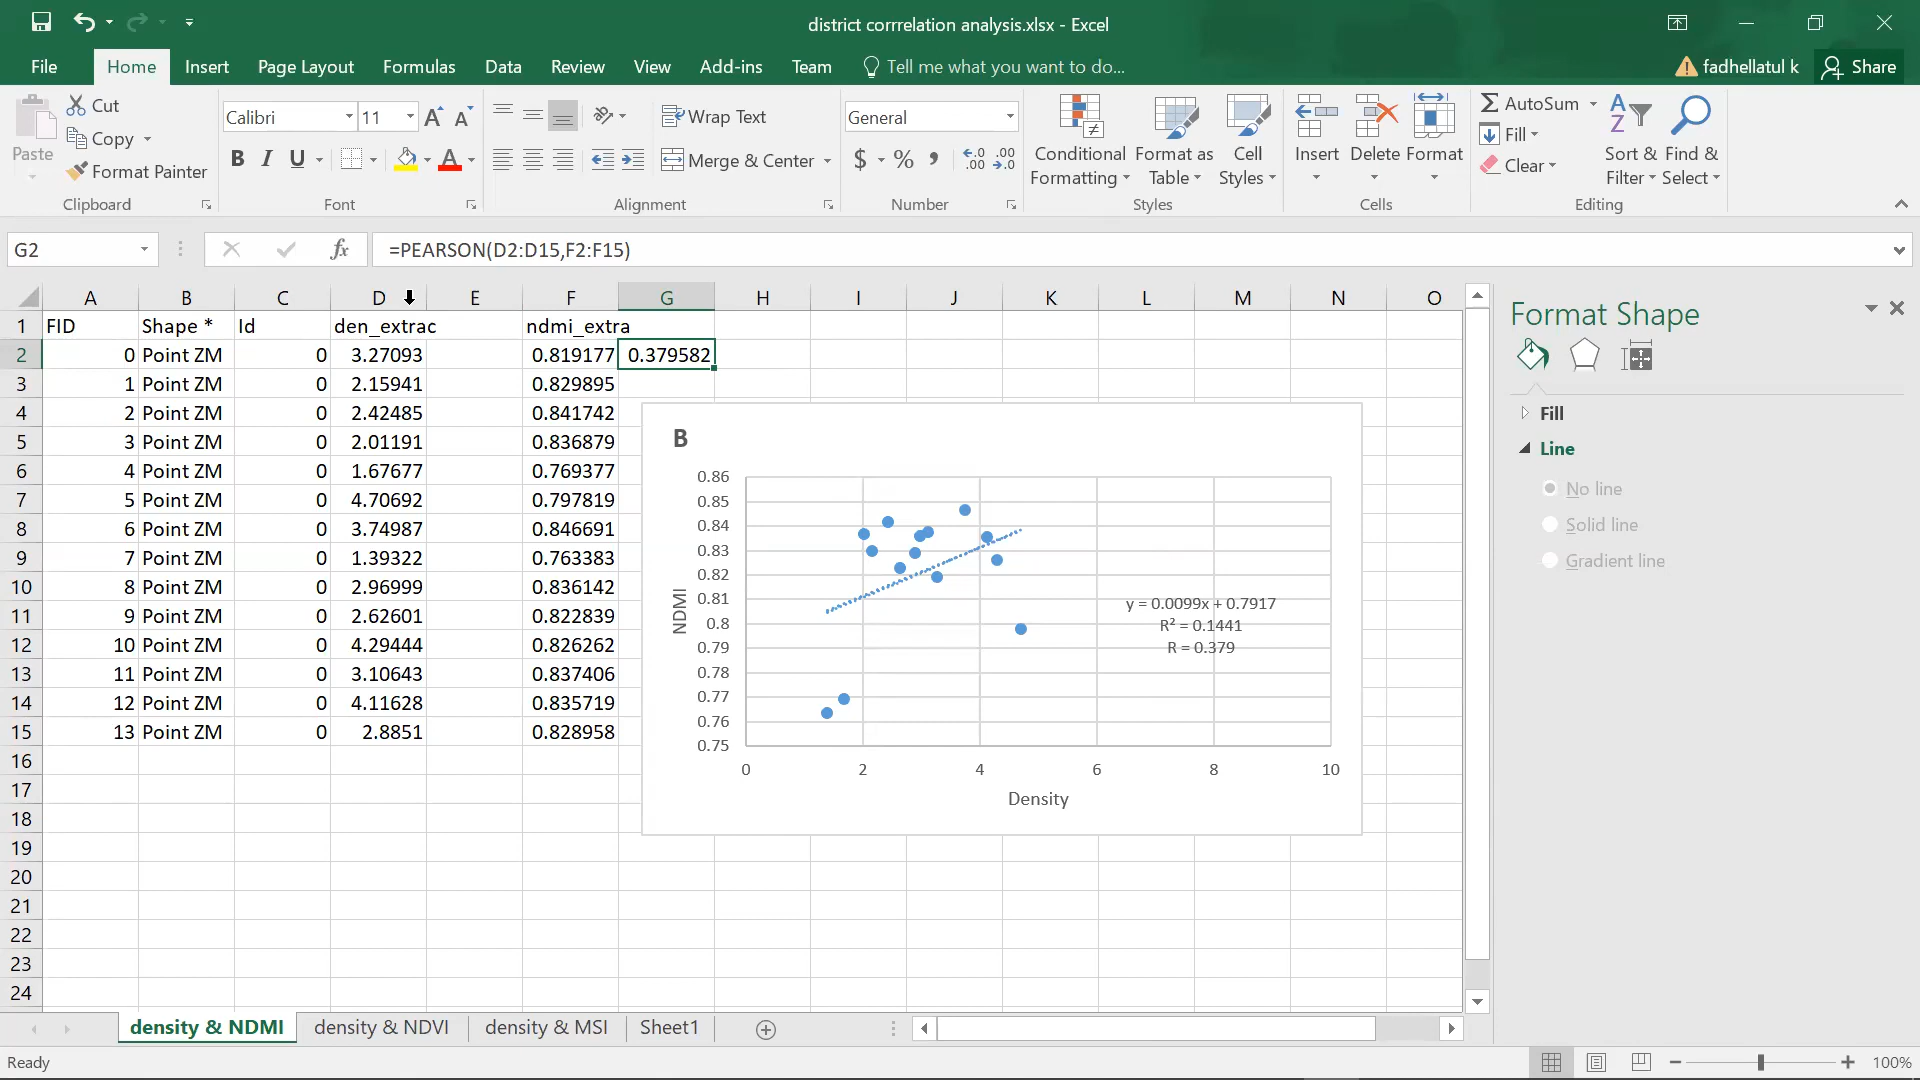 district corrrelation analysis.xlsx - Excel
File Home Insert Page Layout Formulas Data Review View Add-ins Team Tell me what you want to do... fadhellatul k Share
Paste Cut Copy Format Painter Clipboard
Calibri 11 A A B I U A Font
Wrap Text Merge & Center Alignment
General $ % , .0 .00 .00 .0 Number
Conditional Formatting Format as Table Cell Styles Styles
Insert Delete Format Cells
AutoSum Fill Clear Sort & Filter Find & Select Editing
G2 fx =PEARSON(D2:D15,F2:F15)
A B C D E F G H I J K L M N O
1 FID Shape * Id den_extrac ndmi_extra
2 0 Point ZM 0 3.27093 0.819177 0.379582
3 1 Point ZM 0 2.15941 0.829895
4 2 Point ZM 0 2.42485 0.841742
5 3 Point ZM 0 2.01191 0.836879
6 4 Point ZM 0 1.67677 0.769377
7 5 Point ZM 0 4.70692 0.797819
8 6 Point ZM 0 3.74987 0.846691
9 7 Point ZM 0 1.39322 0.763383
10 8 Point ZM 0 2.96999 0.836142
11 9 Point ZM 0 2.62601 0.822839
12 10 Point ZM 0 4.29444 0.826262
13 11 Point ZM 0 3.10643 0.837406
14 12 Point ZM 0 4.11628 0.835719
15 13 Point ZM 0 2.8851 0.828958
16
17
18
19
20
21
22
23
24
B
0.86
0.85
0.84
0.83
0.82
0.81
0.8
0.79
0.78
0.77
0.76
0.75
NDMI
y = 0.0099x + 0.7917
R² = 0.1441
R = 0.379
0 2 4 6 8 10
Density
Format Shape
Fill
Line
No line
Solid line
Gradient line
density & NDMI density & NDVI density & MSI Sheet1
Ready 100%